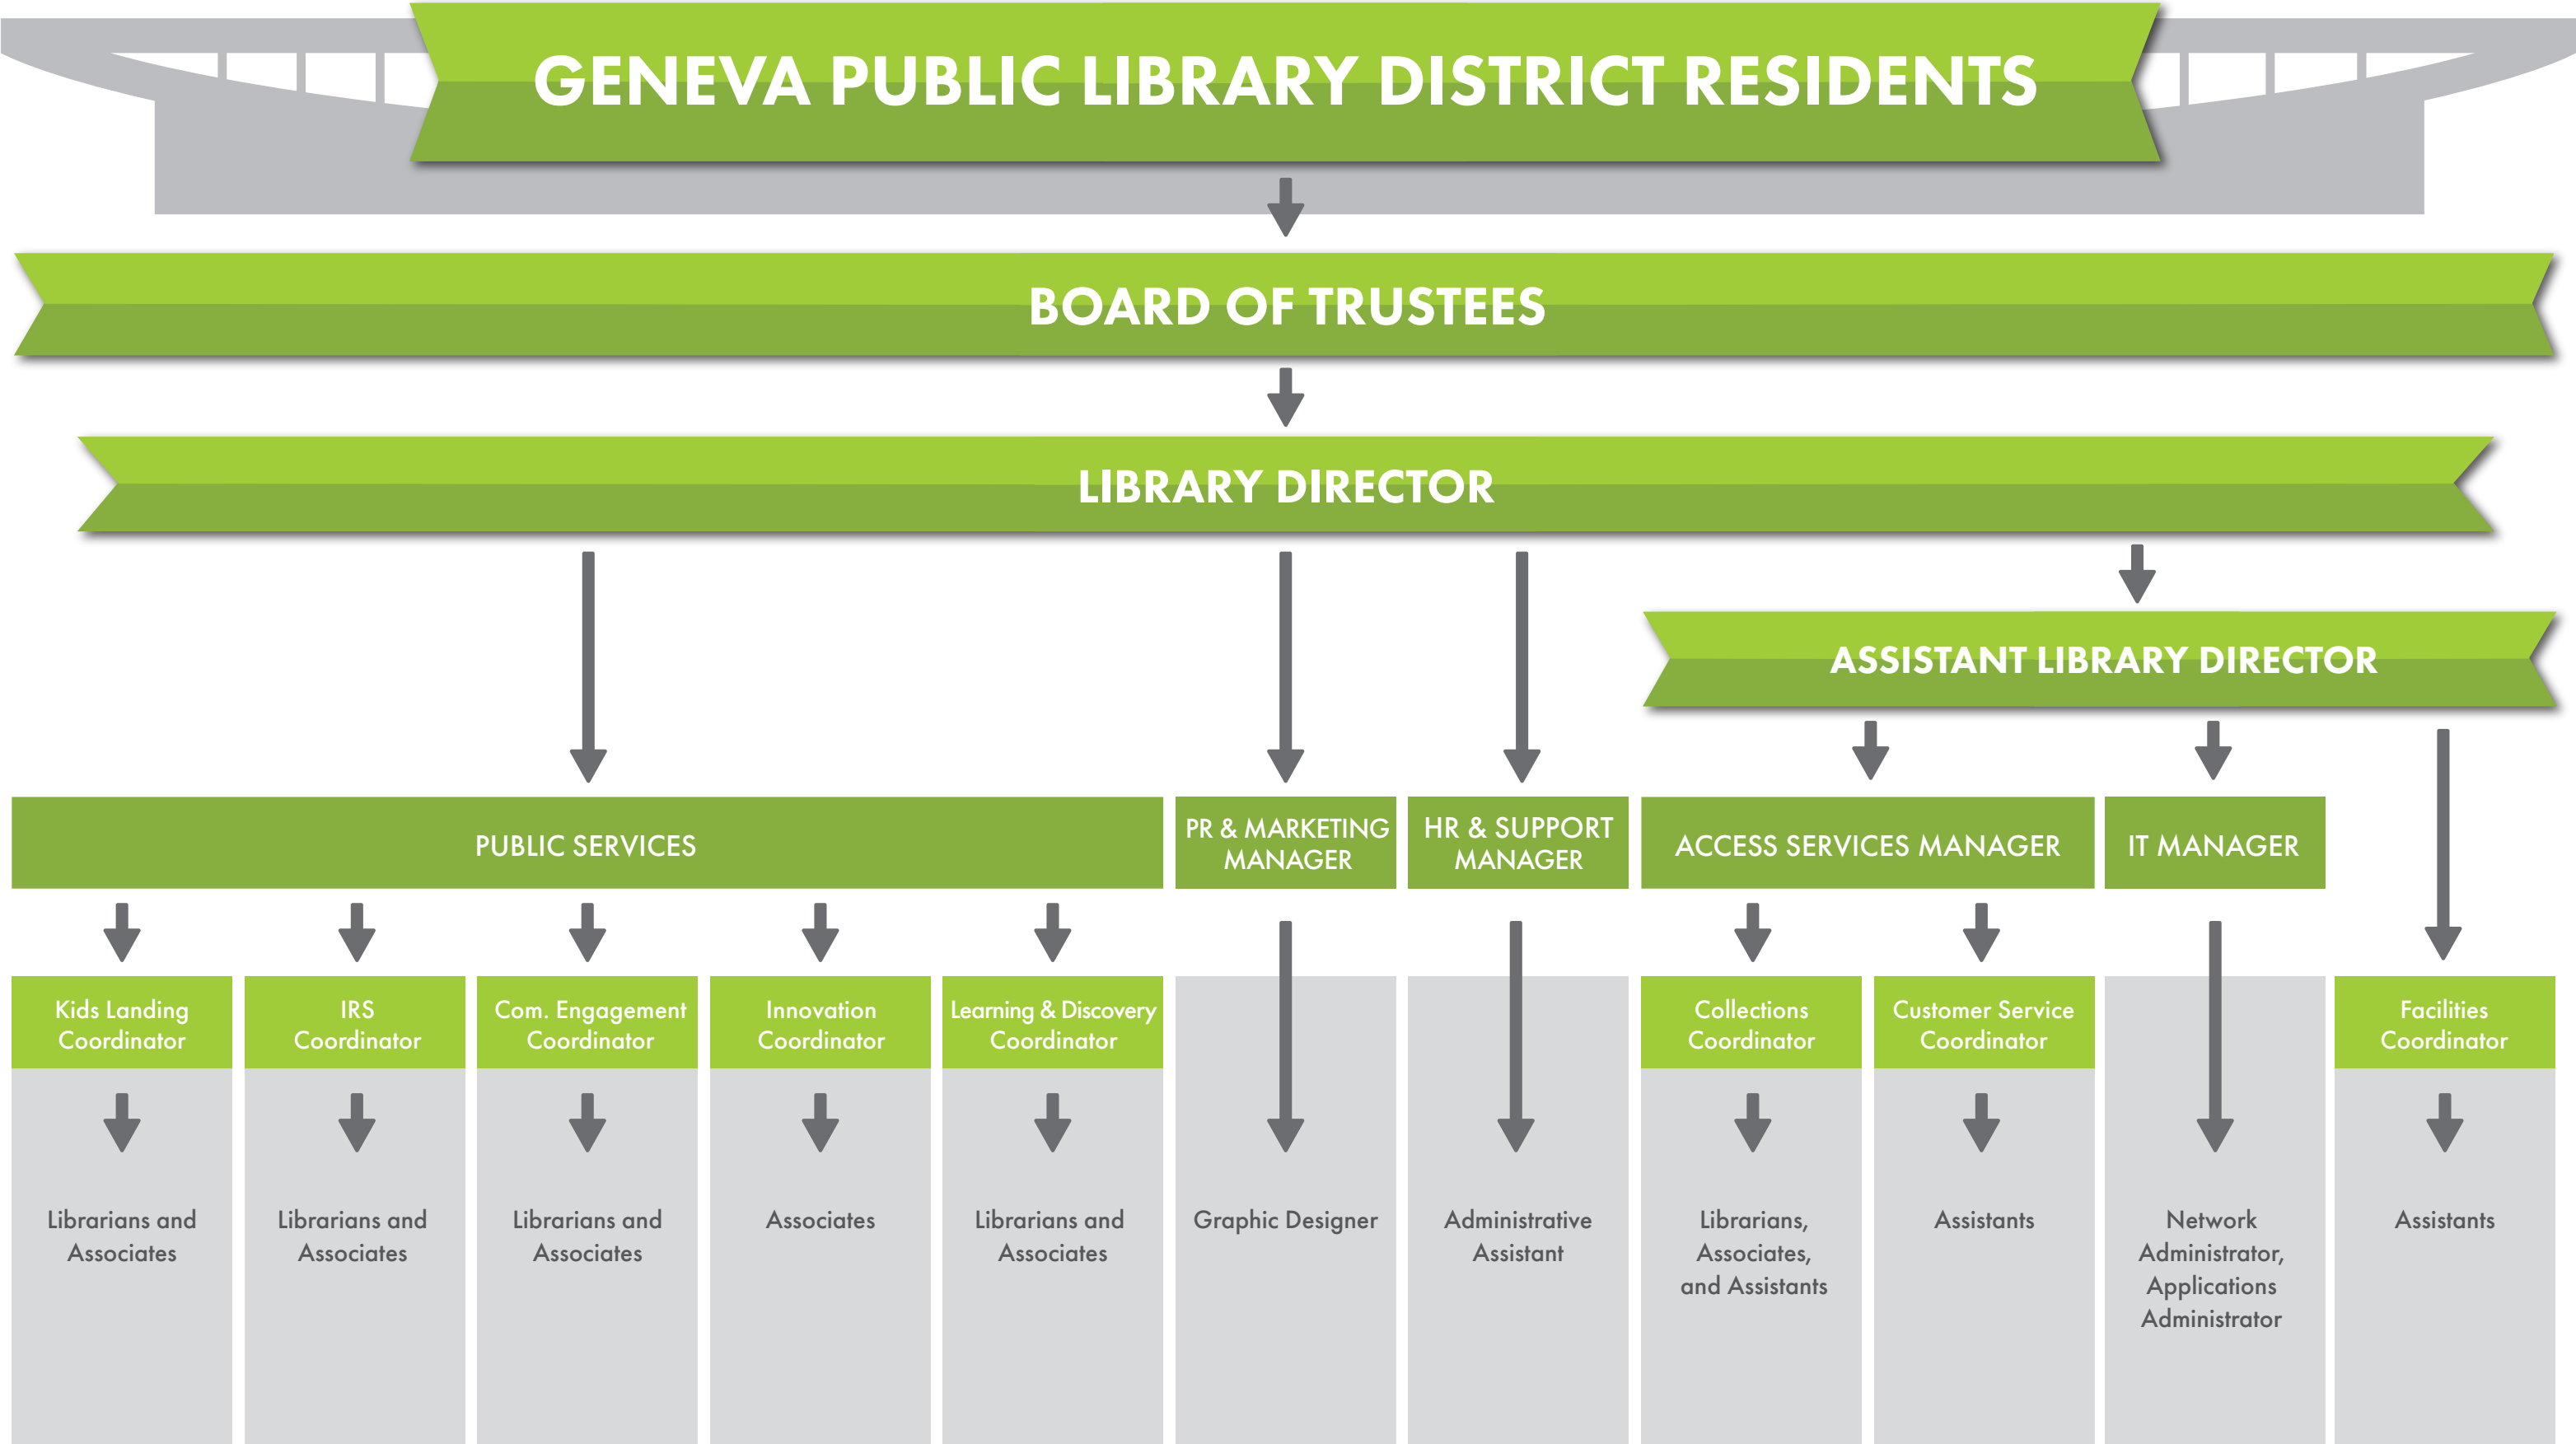 GENEVA PUBLIC LIBRARY DISTRICT RESIDENTS
BOARD OF TRUSTEES
LIBRARY DIRECTOR
ASSISTANT LIBRARY DIRECTOR
PUBLIC SERVICES
PR & MARKETING
MANAGER
HR & SUPPORT
MANAGER
ACCESS SERVICES MANAGER
IT MANAGER
Kids Landing
Coordinator
IRS
Coordinator
Com. Engagement
Coordinator
Innovation
Coordinator
Learning & Discovery
Coordinator
Collections
Coordinator
Customer Service
Coordinator
Facilities
Coordinator
Librarians and
Associates
Librarians and
Associates
Librarians and
Associates
Associates
Librarians and
Associates
Graphic Designer
Administrative
Assistant
Librarians,
Associates,
and Assistants
Assistants
Network
Administrator,
Applications
Administrator
Assistants